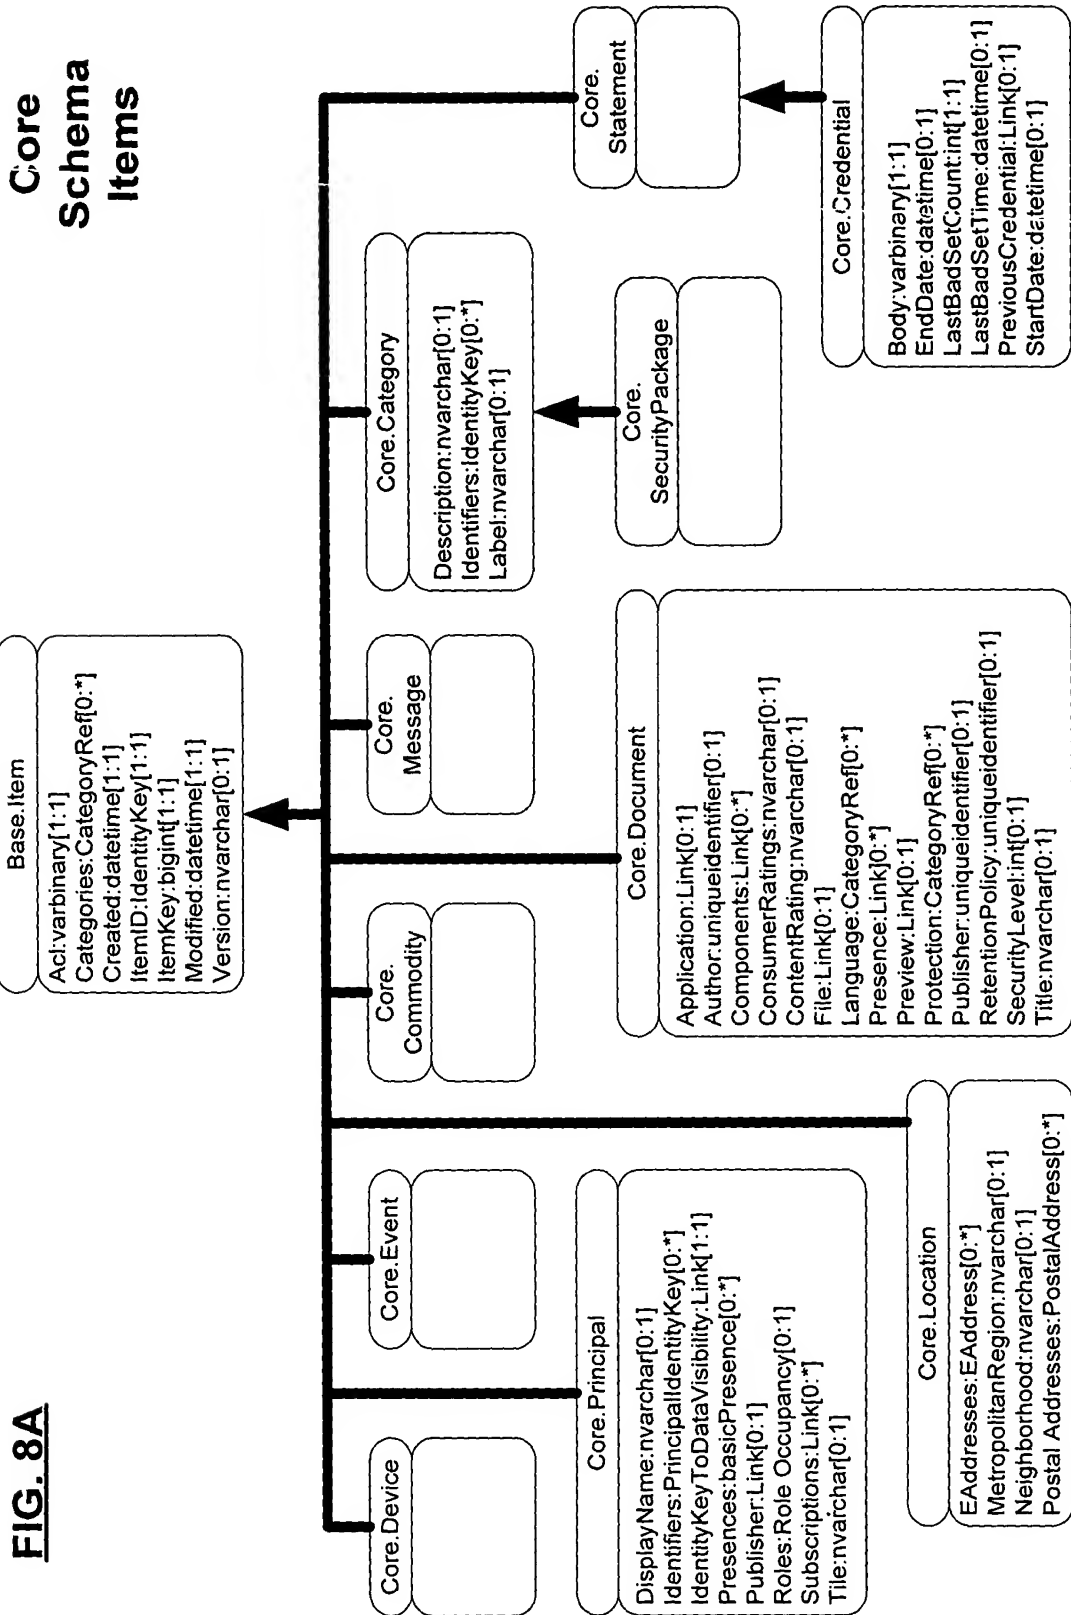 FIG. 8A
Core
Schema
Items
Base.Item
Acl:varbinary[1:1]
Categories:CategoryRef[0:*]
Created:datetime[1:1]
ItemID:IdentityKey[1:1]
ItemKey:bigint[1:1]
Modified:datetime[1:1]
Version:nvarchar[0:1]
Core.Device
Core.Event
Core.
Commodity
Core.
Message
Core.Category
Description:nvarchar[0:1]
Identifiers:IdentityKey[0:*]
Label:nvarchar[0:1]
Core.
Statement
Core.Principal
DisplayName:nvarchar[0:1]
Identifiers:PrincipalIdentityKey[0:*]
IdentityKeyToDataVisibility:Link[1:1]
Presences:basicPresence[0:*]
Publisher:Link[0:1]
Roles:Role Occupancy[0:1]
Subscriptions:Link[0:*]
Tile:nvarchar[0:1]
Core.Document
Application:Link[0:1]
Author:uniqueidentifier[0:1]
Components:Link[0:*]
ConsumerRatings:nvarchar[0:1]
ContentRating:nvarchar[0:1]
File:Link[0:1]
Language:CategoryRef[0:*]
Presence:Link]0:*]
Preview:Link[0:1]
Protection:CategoryRef[0:*]
Publisher:uniqueidentifier[0:1]
RetentionPolicy:uniqueidentifier[0:1]
SecurityLevel:int[0:1]
Title:nvarchar[0:1]
Core.
SecurityPackage
Core.Credential
Body:varbinary[1:1]
EndDate:datetime[0:1]
LastBadSetCount:int[1:1]
LastBadSetTime:datetime[0:1]
PreviousCredential:Link[0:1]
StartDate:datetime[0:1]
Core.Location
EAddresses:EAddress[0:*]
MetropolitanRegion:nvarchar[0:1]
Neighborhood:nvarchar[0:1]
Postal Addresses:PostalAddress[0:*]